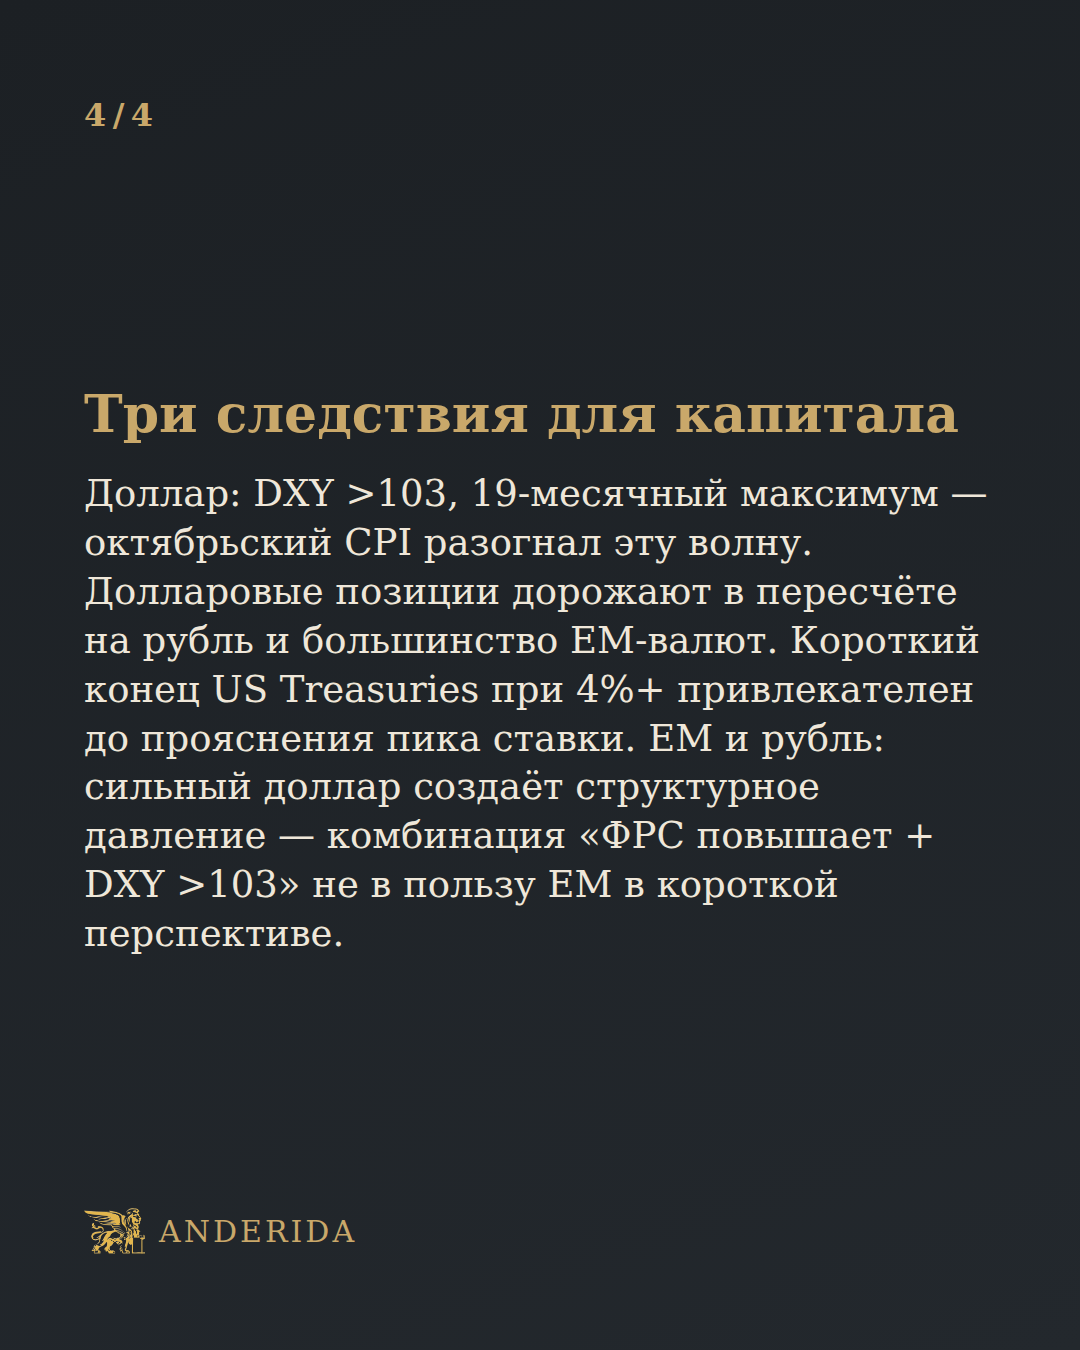 4/4
Три следствия для капитала
Доллар: DXY >103, 19-месячный максимум —
октябрьский CPI разогнал эту волну.
Долларовые позиции дорожают в пересчёте
на рубль и большинство EM-валют. Короткий
конец US Treasuries при 4%+ привлекателен
до прояснения пика ставки. EM и рубль:
сильный доллар создаёт структурное
давление — комбинация «ФРС повышает +
DXY >103» не в пользу EM в короткой
перспективе.
ANDERIDA